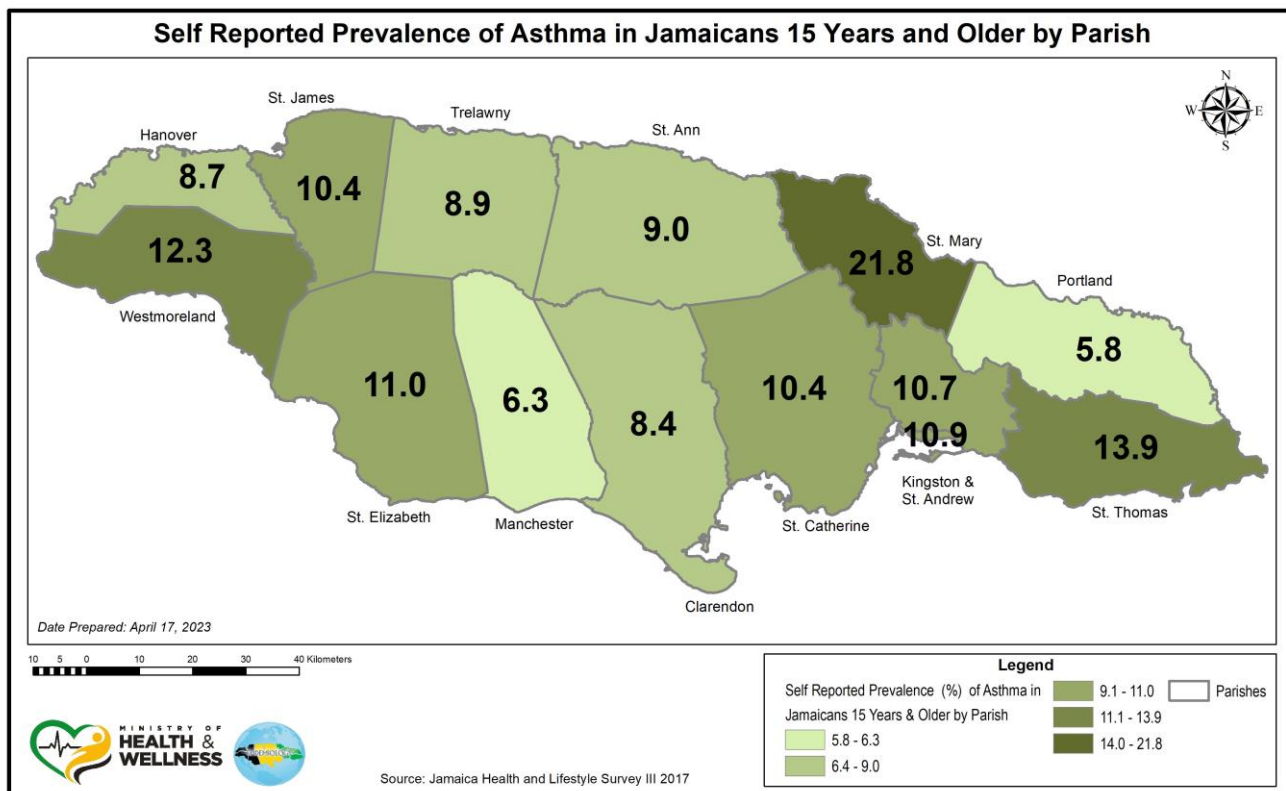 Self Reported Prevalence of Asthma in Jamaicans 15 Years and Older by Parish
N
W
E
S
St. James
Trelawny
St. Ann
Hanover
8.7
10.4
8.9
9.0
12.3
21.8
St. Mary
Portland
Westmoreland
5.8
11.0
6.3
8.4
10.4
10.7
10.9
13.9
Kingston &
St. Andrew
St. Elizabeth
Manchester
St. Catherine
St. Thomas
Clarendon
Date Prepared: April 17, 2023
10 5 0 10 20 30 40 Kilometers
Legend
Self Reported Prevalence (%) of Asthma in
Jamaicans 15 Years & Older by Parish
5.8 - 6.3
6.4 - 9.0
9.1 - 11.0
11.1 - 13.9
14.0 - 21.8
Parishes
MINISTRY OF
HEALTH &
WELLNESS
Source: Jamaica Health and Lifestyle Survey III 2017